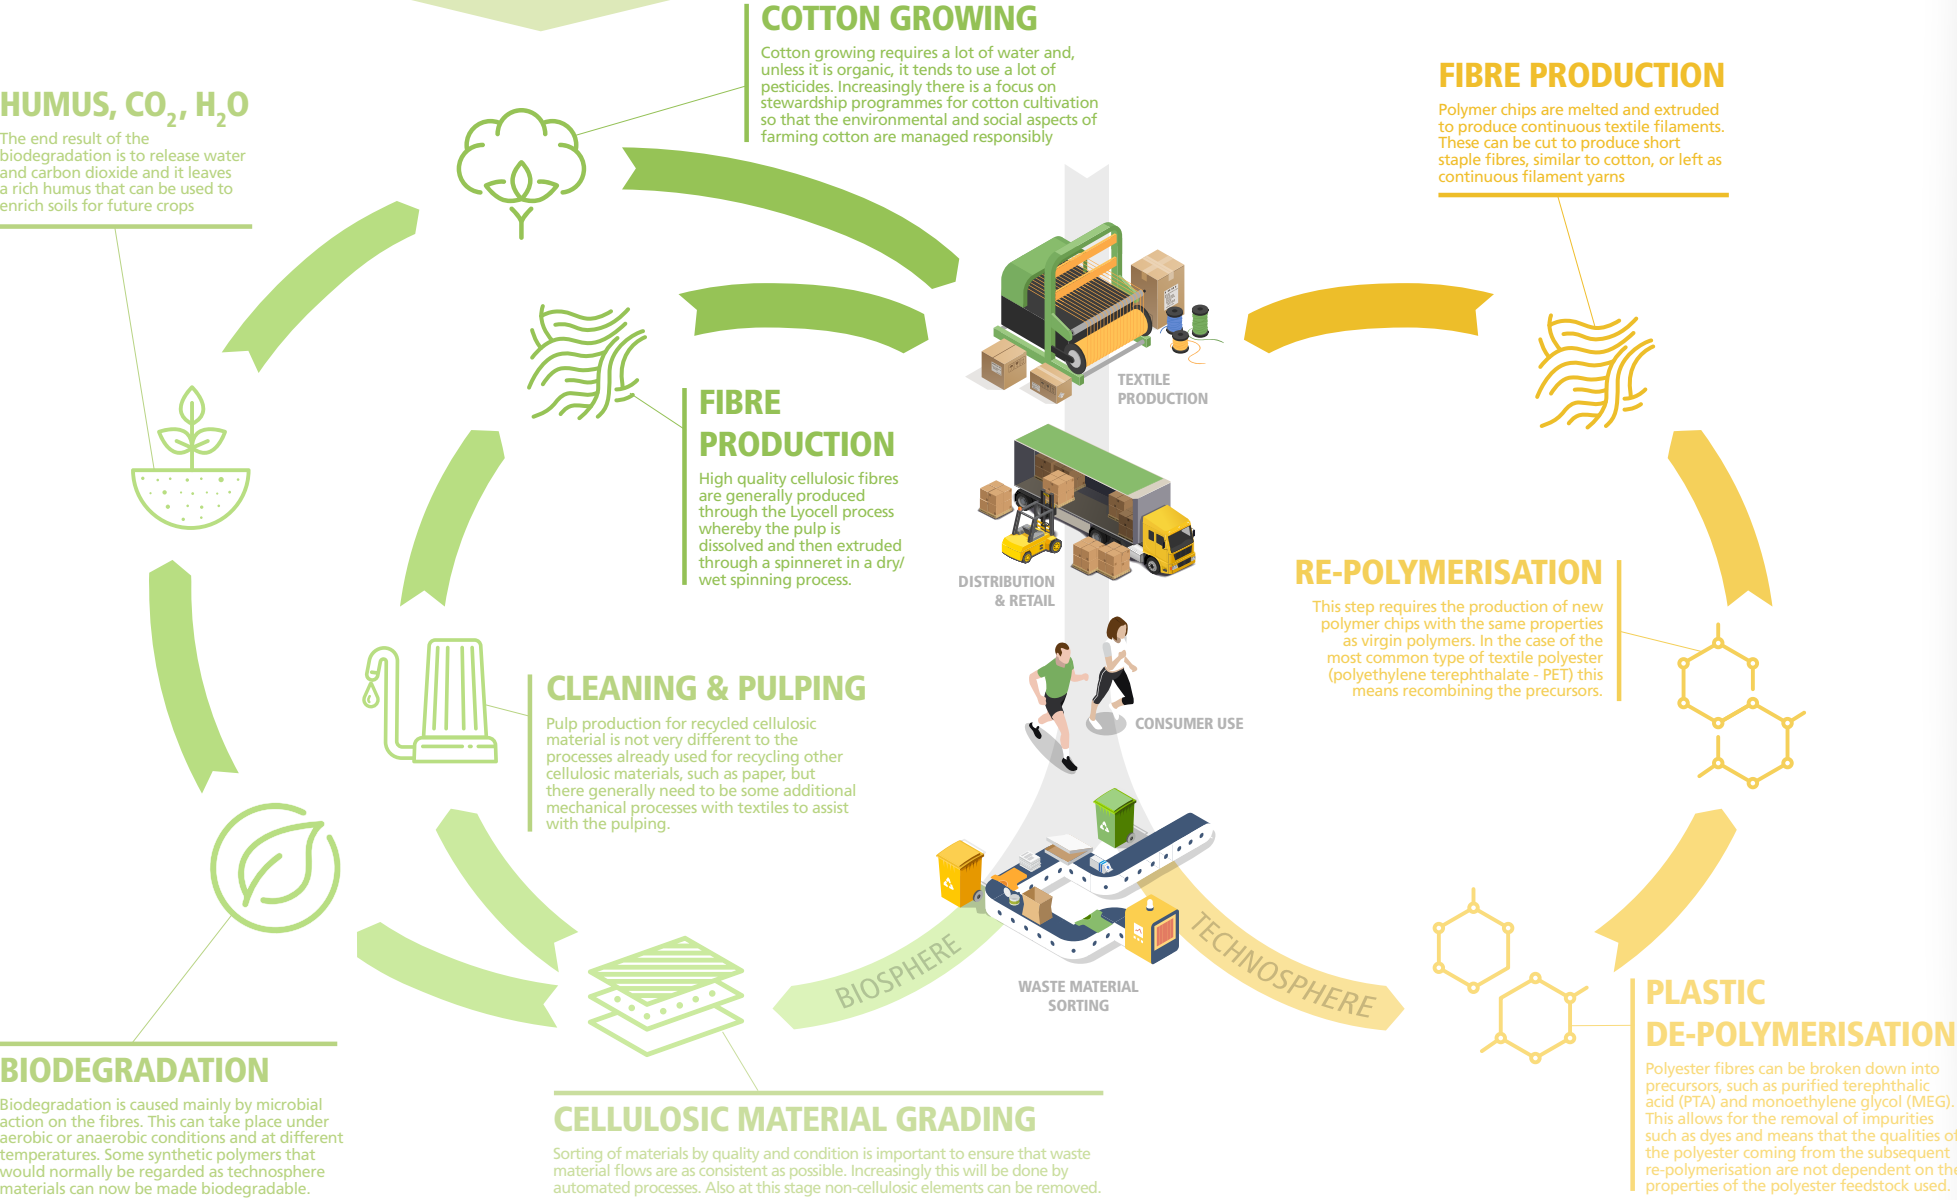 COTTON GROWING
Cotton growing requires a lot of water and,
unless it is organic, it tends to use a lot of
pesticides. Increasingly there is a focus on
stewardship programmes for cotton cultivation
so that the environmental and social aspects of
farming cotton are managed responsibly
FIBRE PRODUCTION
Polymer chips are melted and extruded
to produce continuous textile filaments.
These can be cut to produce short
staple fibres, similar to cotton, or left as
continuous filament yarns
HUMUS, CO₂, H₂O
The end result of the
biodegradation is to release water
and carbon dioxide and it leaves
a rich humus that can be used to
enrich soils for future crops
TEXTILE
PRODUCTION
FIBRE
PRODUCTION
High quality cellulosic fibres
are generally produced
through the Lyocell process
whereby the pulp is
dissolved and then extruded
through a spinneret in a dry/
wet spinning process.
DISTRIBUTION
& RETAIL
RE-POLYMERISATION
This step requires the production of new
polymer chips with the same properties
as virgin polymers. In the case of the
most common type of textile polyester
(polyethylene terephthalate - PET) this
means recombining the precursors.
CLEANING & PULPING
Pulp production for recycled cellulosic
material is not very different to the
processes already used for recycling other
cellulosic materials, such as paper, but
there generally need to be some additional
mechanical processes with textiles to assist
with the pulping.
CONSUMER USE
BIOSPHERE
TECHNOSPHERE
WASTE MATERIAL
SORTING
PLASTIC
DE-POLYMERISATION
Polyester fibres can be broken down into
precursors, such as purified terephthalic
acid (PTA) and monoethylene glycol (MEG).
This allows for the removal of impurities
such as dyes and means that the qualities of
the polyester coming from the subsequent
re-polymerisation are not dependent on the
properties of the polyester feedstock used.
BIODEGRADATION
Biodegradation is caused mainly by microbial
action on the fibres. This can take place under
aerobic or anaerobic conditions and at different
temperatures. Some synthetic polymers that
would normally be regarded as technosphere
materials can now be made biodegradable.
CELLULOSIC MATERIAL GRADING
Sorting of materials by quality and condition is important to ensure that waste
material flows are as consistent as possible. Increasingly this will be done by
automated processes. Also at this stage non-cellulosic elements can be removed.